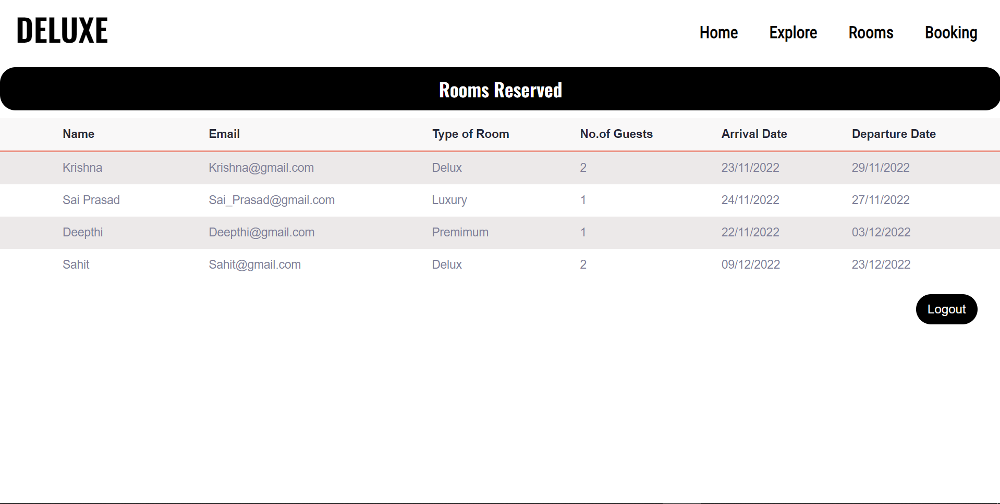 DELUXE Home Explore Rooms Booking
Rooms Reserved
Name Email Type of Room No.of Guests Arrival Date Departure Date
Krishna Krishna@gmail.com Delux 2 23/11/2022 29/11/2022
Sai Prasad Sai_Prasad@gmail.com Luxury 1 24/11/2022 27/11/2022
Deepthi Deepthi@gmail.com Premimum 1 22/11/2022 03/12/2022
Sahit Sahit@gmail.com Delux 2 09/12/2022 23/12/2022
Logout